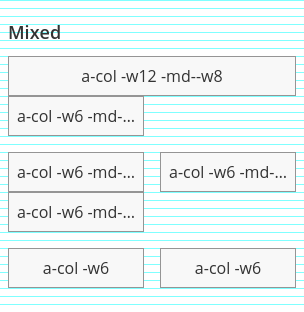 Mixed
a-col -w12 -md--w8
a-col -w6 -md-...
a-col -w6 -md-... a-col -w6 -md-...
a-col -w6 -md-...
a-col -w6 a-col -w6